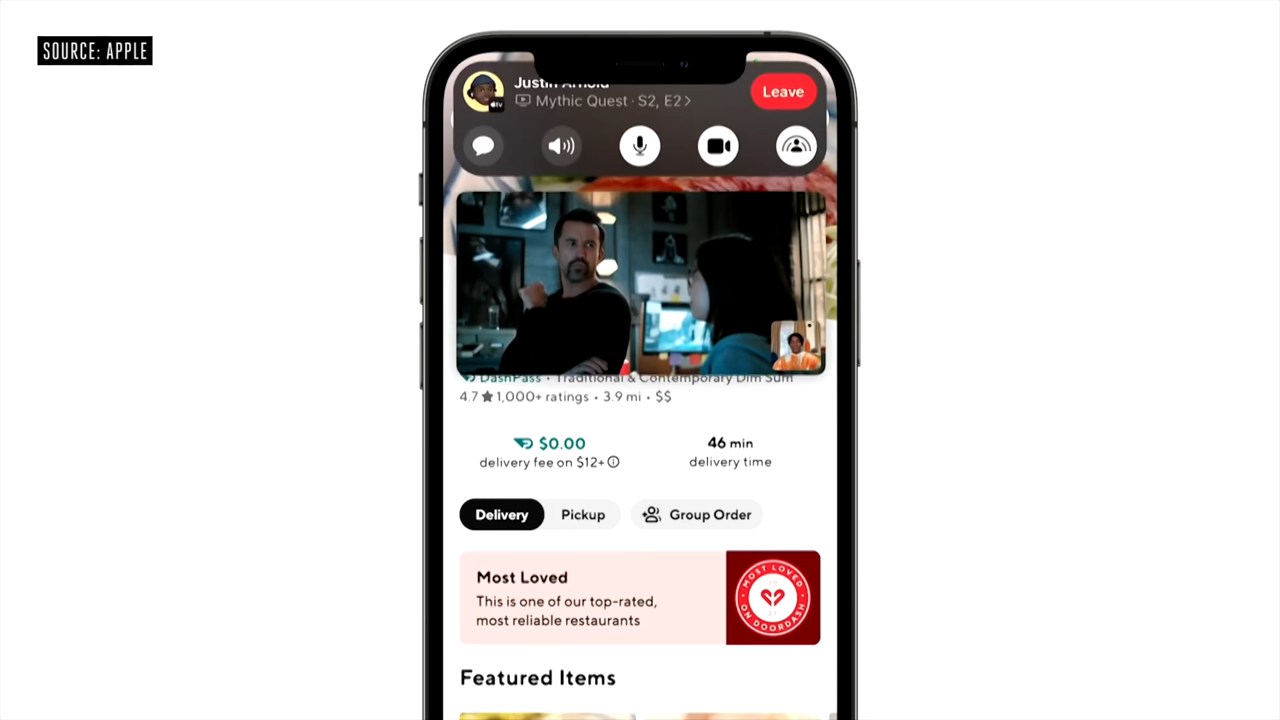 SOURCE: APPLE
Justin Arnold
Mythic Quest · S2, E2 >
Leave
tv
DashPass • Traditional & Contemporary Dim Sum
4.7 ★ 1,000+ ratings • 3.9 mi • $$
$0.00
delivery fee on $12+
46 min
delivery time
Delivery
Pickup
Group Order
Most Loved
This is one of our top-rated,
most reliable restaurants
MOST LOVED
ON DOORDASH
Featured Items